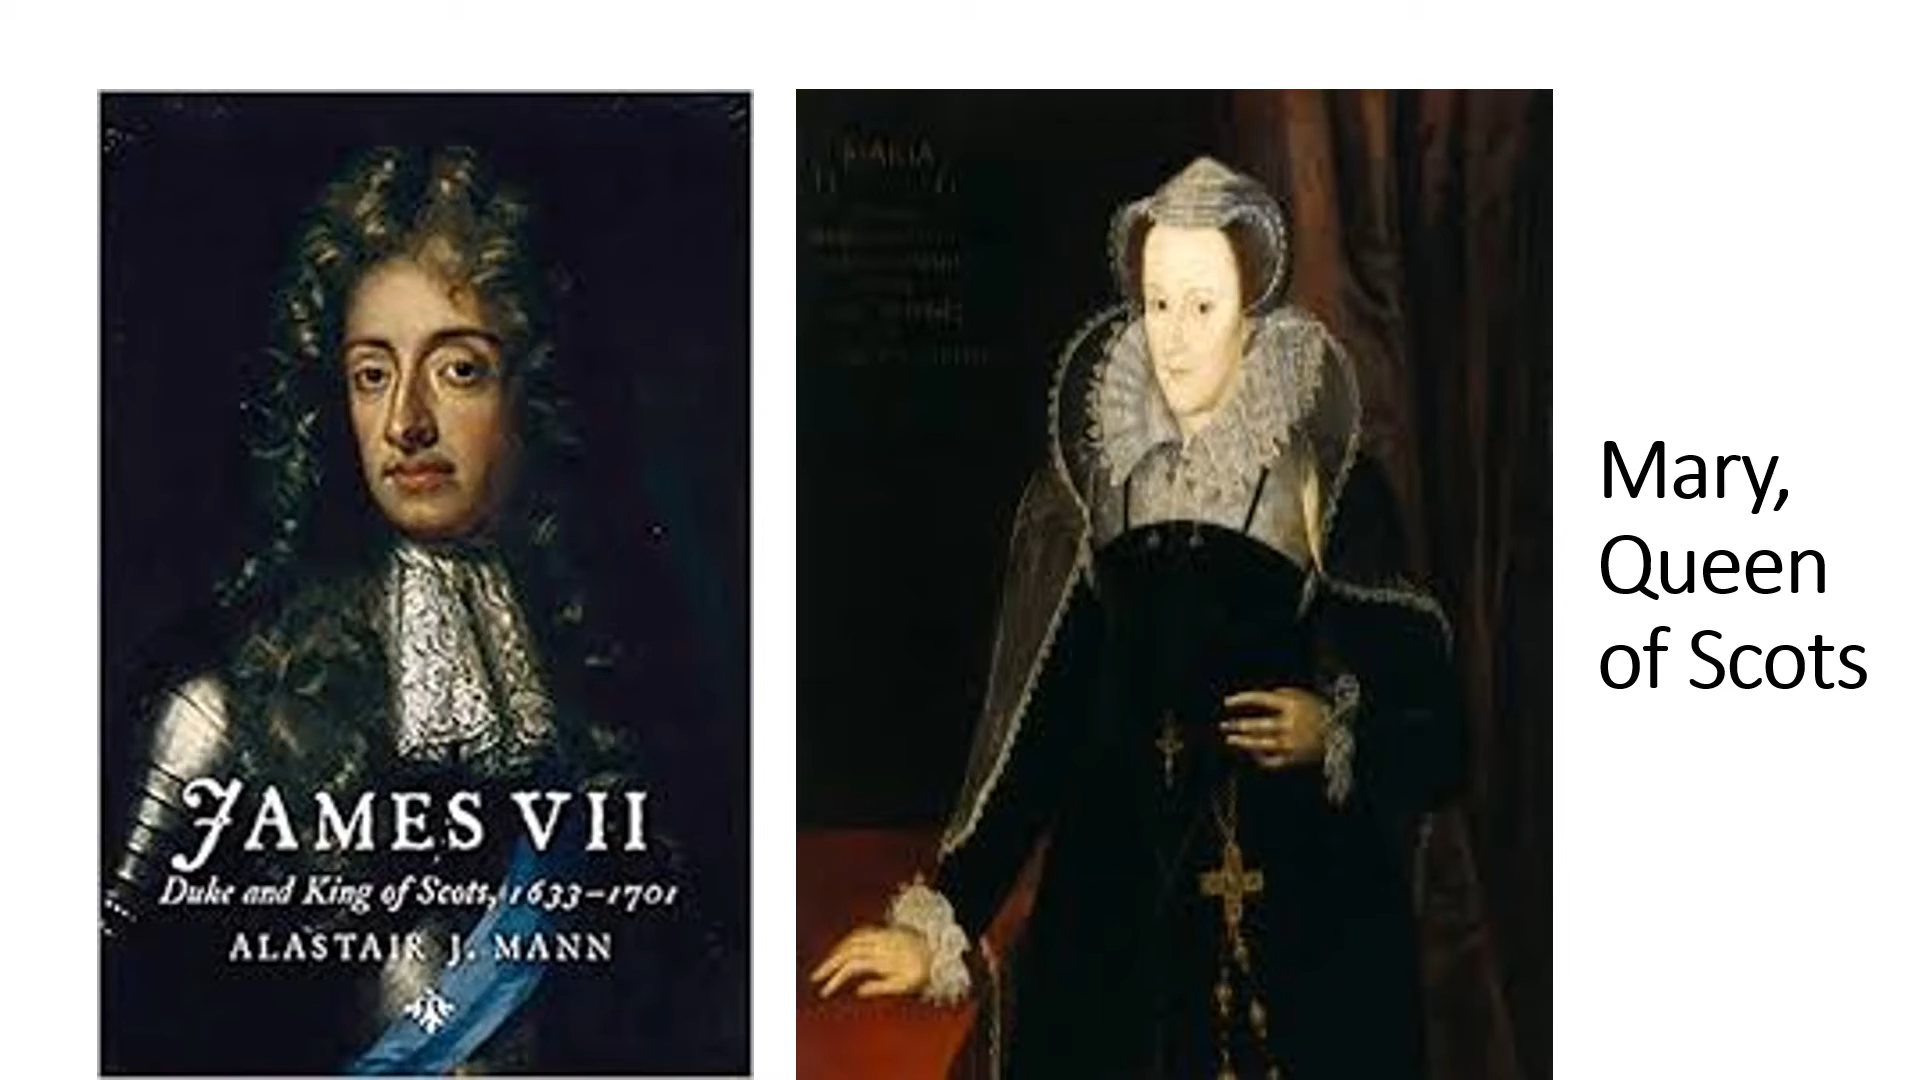 JAMES VII
Duke and King of Scots, 1633–1701
ALASTAIR J. MANN
MARIA
Mary,
Queen
of Scots